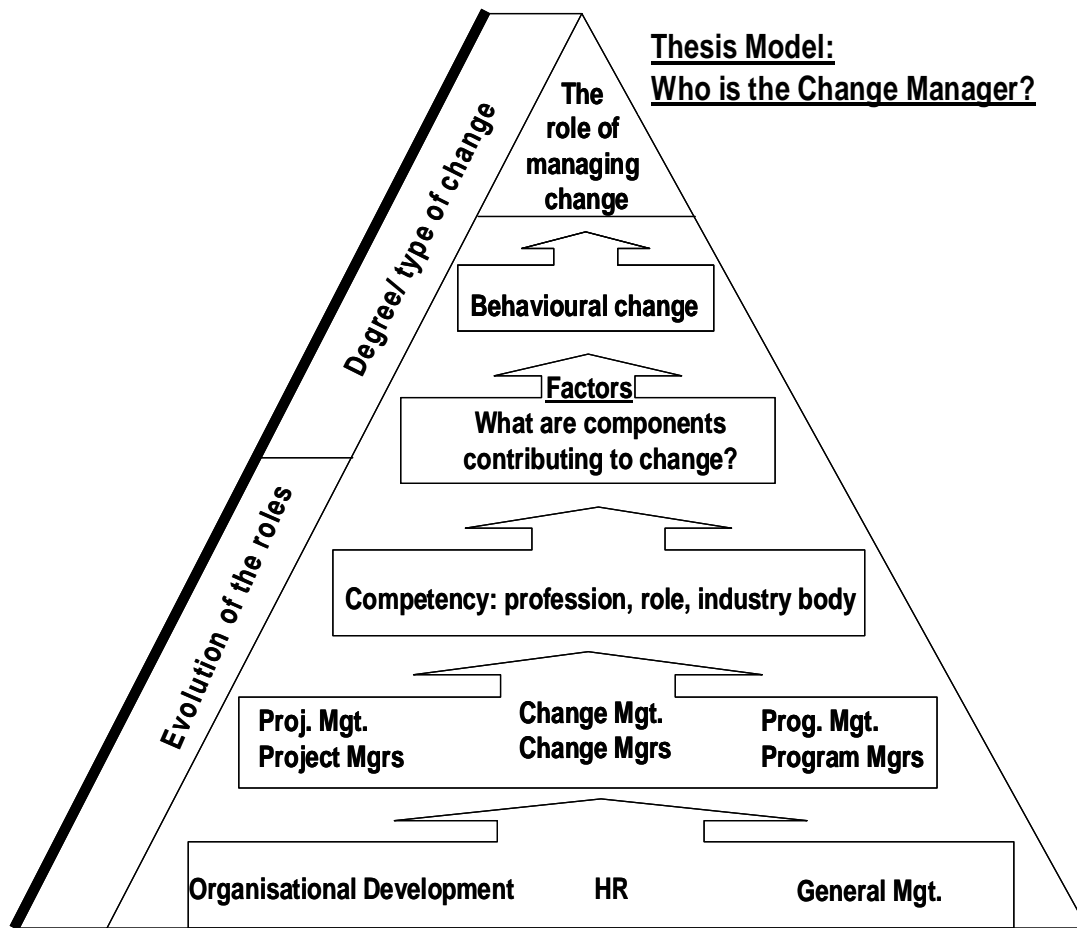 Thesis Model:
Who is the Change Manager?
The
role of
managing
change
Degree/ type of change
Behavioural change
Factors
What are components
contributing to change?
Evolution of the roles
Competency: profession, role, industry body
Proj. Mgt.
Project Mgrs
Change Mgt.
Change Mgrs
Prog. Mgt.
Program Mgrs
Organisational Development
HR
General Mgt.